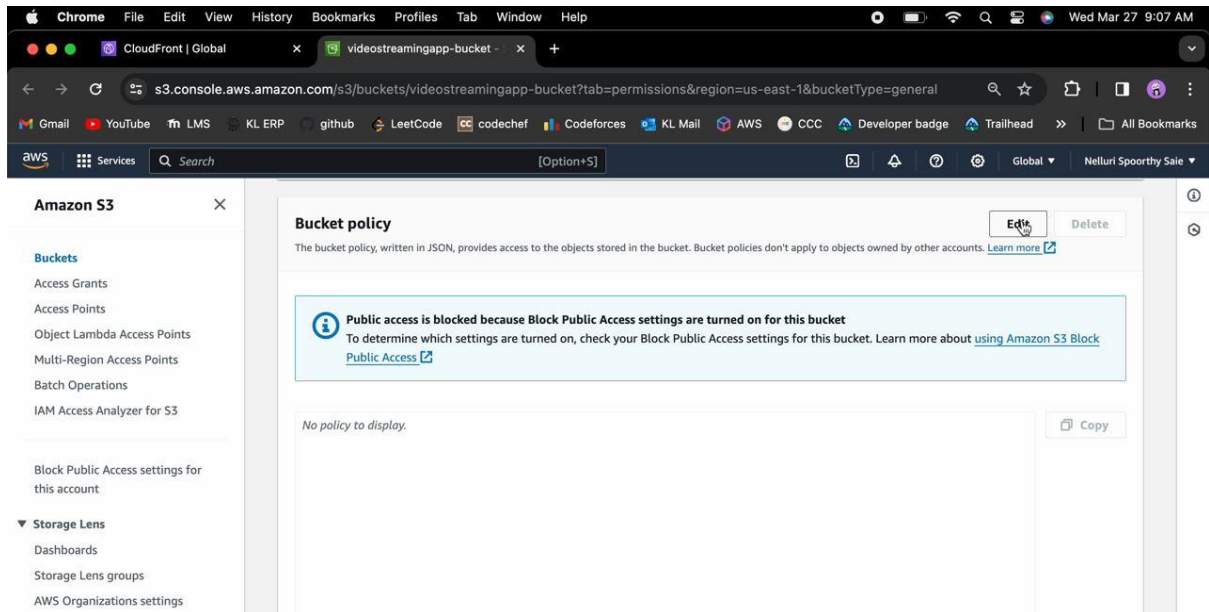 Chrome File Edit View History Bookmarks Profiles Tab Window Help Wed Mar 27 9:07 AM
CloudFront | Global videostreamingapp-bucket -
s3.console.aws.amazon.com/s3/buckets/videostreamingapp-bucket?tab=permissions&region=us-east-1&bucketType=general
Gmail YouTube LMS KL ERP github LeetCode CC codechef Codeforces KL Mail AWS CCC Developer badge Trailhead » All Bookmarks
aws Services Search [Option+S] Global Nelluri Spoorthy Saie
Amazon S3
Buckets
Access Grants
Access Points
Object Lambda Access Points
Multi-Region Access Points
Batch Operations
IAM Access Analyzer for S3
Block Public Access settings for
this account
Storage Lens
Dashboards
Storage Lens groups
AWS Organizations settings
Bucket policy
Edit Delete
The bucket policy, written in JSON, provides access to the objects stored in the bucket. Bucket policies don't apply to objects owned by other accounts. Learn more
Public access is blocked because Block Public Access settings are turned on for this bucket
To determine which settings are turned on, check your Block Public Access settings for this bucket. Learn more about using Amazon S3 Block
Public Access
No policy to display.
Copy